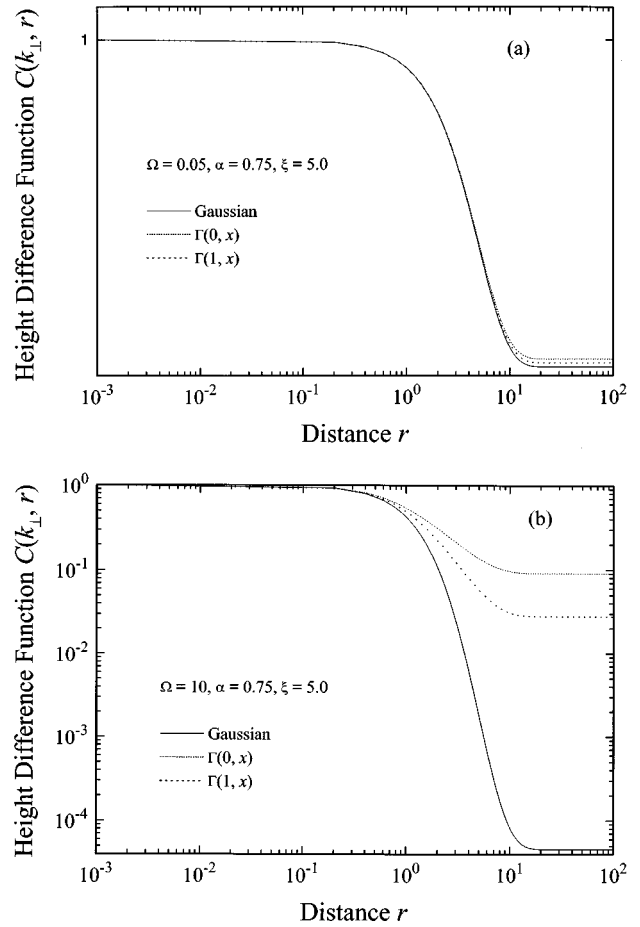 (a)
Height Difference Function C(k⊥, r)
1
Ω = 0.05, α = 0.75, ξ = 5.0
Gaussian
Γ(0, x)
Γ(1, x)
10⁻³ 10⁻² 10⁻¹ 10⁰ 10¹ 10²
Distance r
(b)
Height Difference Function C(k⊥, r)
10⁰
10⁻¹
10⁻²
10⁻³
10⁻⁴
Ω = 10, α = 0.75, ξ = 5.0
Gaussian
Γ(0, x)
Γ(1, x)
10⁻³ 10⁻² 10⁻¹ 10⁰ 10¹ 10²
Distance r